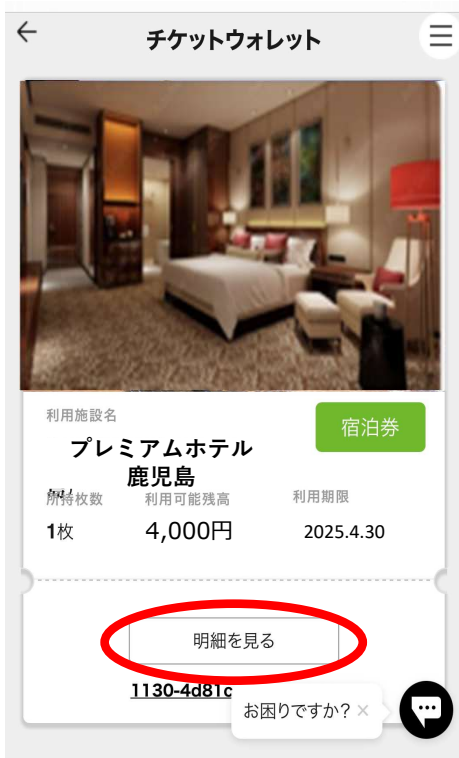 チケットウォレット
利用施設名
宿泊券
プレミアムホテル
鹿児島
所持枚数 利用可能残高 利用期限
1枚 4,000円 2025.4.30
明細を見る
1130-4d81c
お困りですか? ×